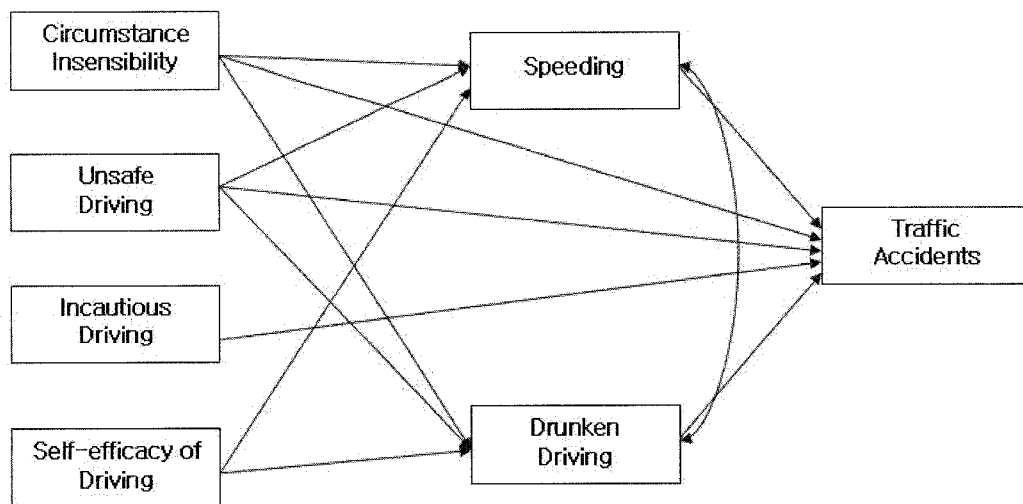 Circumstance
Insensibility
Speeding
Unsafe
Driving
Traffic
Accidents
Incautious
Driving
Drunken
Driving
Self-efficacy of
Driving